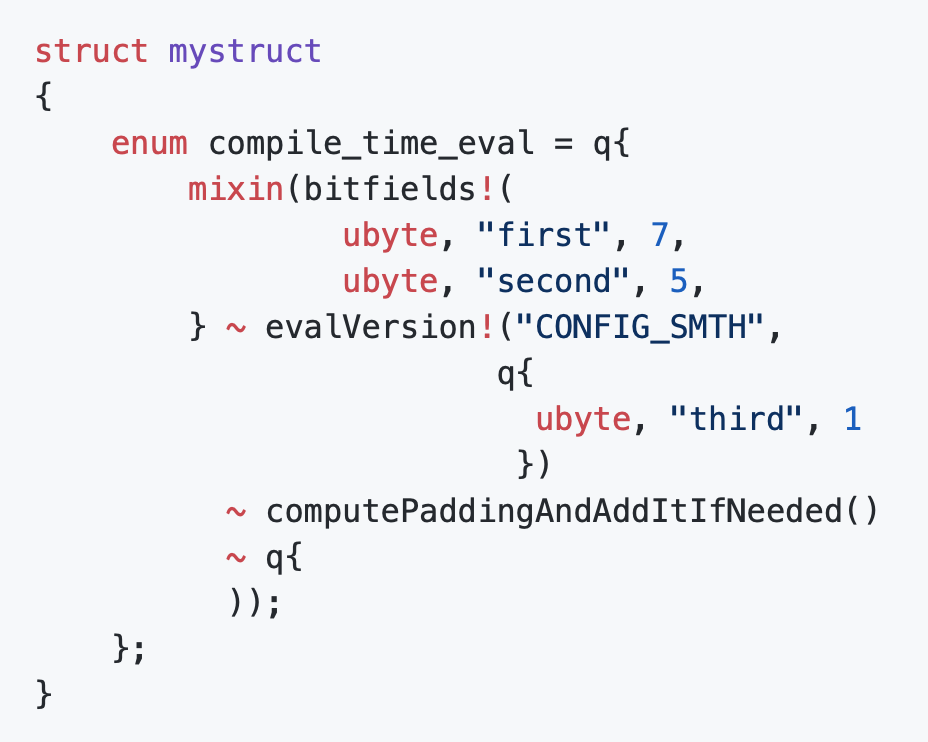 struct mystruct
{
    enum compile_time_eval = q{
        mixin(bitfields!(
                ubyte, "first", 7,
                ubyte, "second", 5,
        } ~ evalVersion!("CONFIG_SMTH",
                        q{
                          ubyte, "third", 1
                         })
          ~ computePaddingAndAddItIfNeeded()
          ~ q{
          ));
    };
}